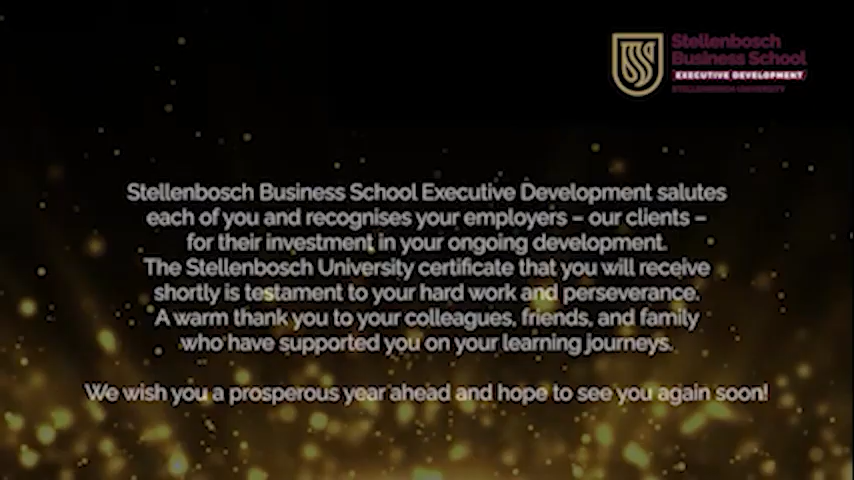 Stellenbosch
Business School
EXECUTIVE DEVELOPMENT
STELLENBOSCH UNIVERSITY
Stellenbosch Business School Executive Development salutes
each of you and recognises your employers – our clients –
for their investment in your ongoing development.
The Stellenbosch University certificate that you will receive
shortly is testament to your hard work and perseverance.
A warm thank you to your colleagues, friends, and family
who have supported you on your learning journeys.
We wish you a prosperous year ahead and hope to see you again soon!